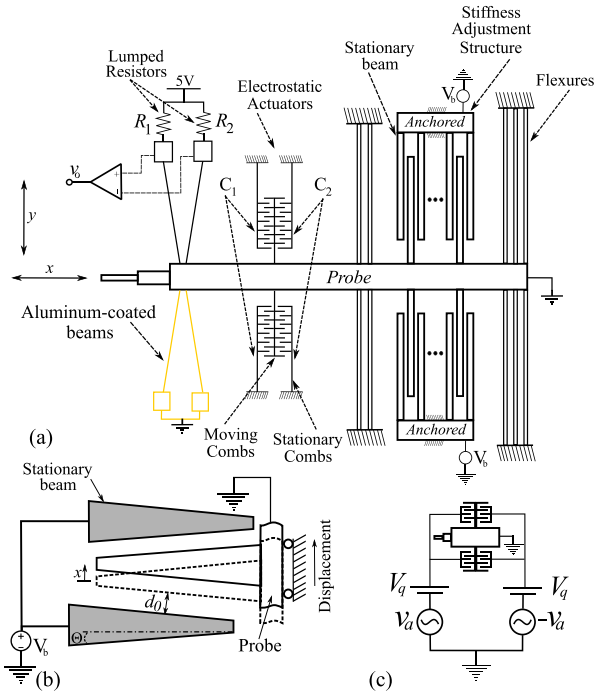 Lumped
Resistors
5V
R1
R2
Electrostatic
Actuators
Stationary
beam
Stiffness
Adjustment
Structure
Vb
Flexures
Anchored
vo
+
-
C1
C2
y
x
Probe
Aluminum-coated
beams
Moving
Combs
Stationary
Combs
Anchored
Vb
(a)
Stationary
beam
x
d0
Displacement
Θ
Probe
Vb
+
-
(b)
Vq
Vq
va
-va
(c)